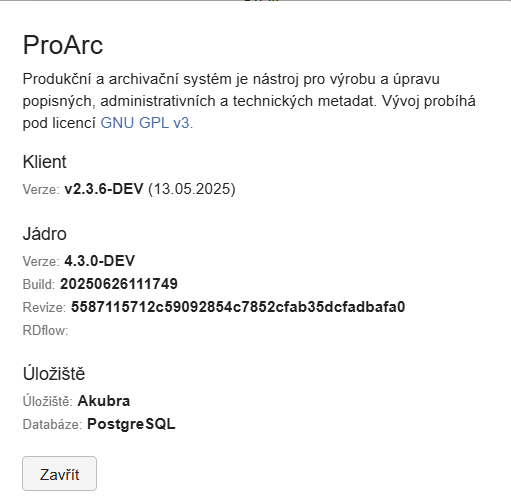 ProArc
Produkční a archivační systém je nástroj pro výrobu a úpravu
popisných, administrativních a technických metadat. Vývoj probíhá
pod licencí GNU GPL v3.
Klient
Verze: v2.3.6-DEV (13.05.2025)
Jádro
Verze: 4.3.0-DEV
Build: 20250626111749
Revize: 5587115712c59092854c7852cfab35dcfadbafa0
RDflow:
Úložiště
Úložiště: Akubra
Databáze: PostgreSQL
Zavřít